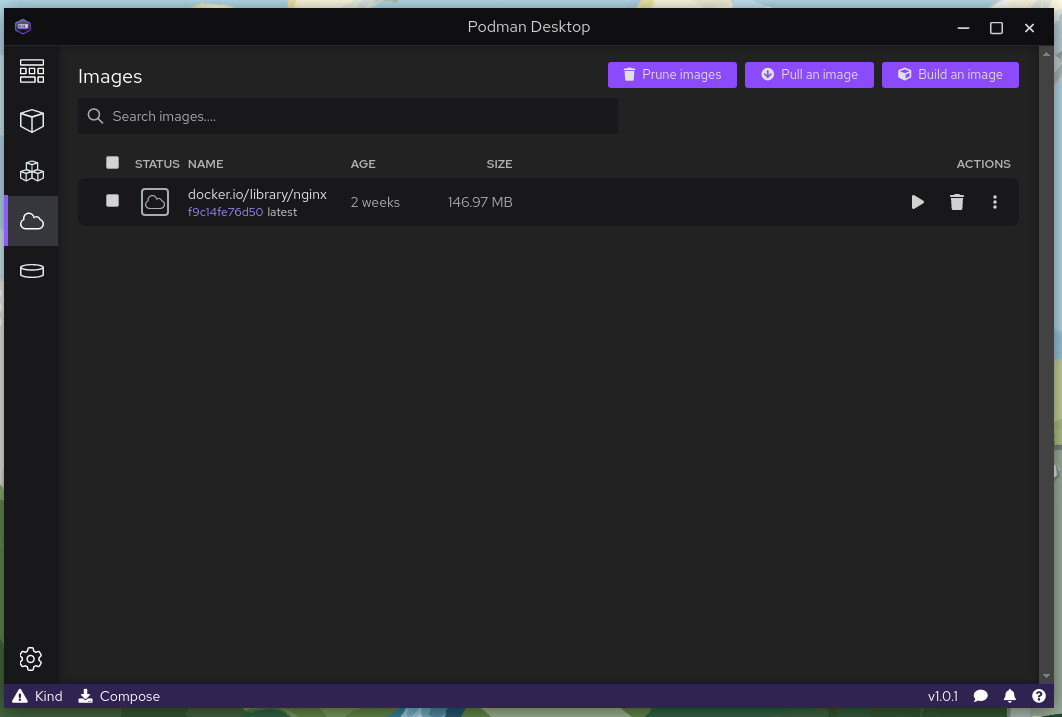 Podman Desktop
Images
Prune images
Pull an image
Build an image
Search images....
STATUS NAME AGE SIZE ACTIONS
docker.io/library/nginx
f9c14fe76d50 latest
2 weeks
146.97 MB
Kind
Compose
v1.0.1